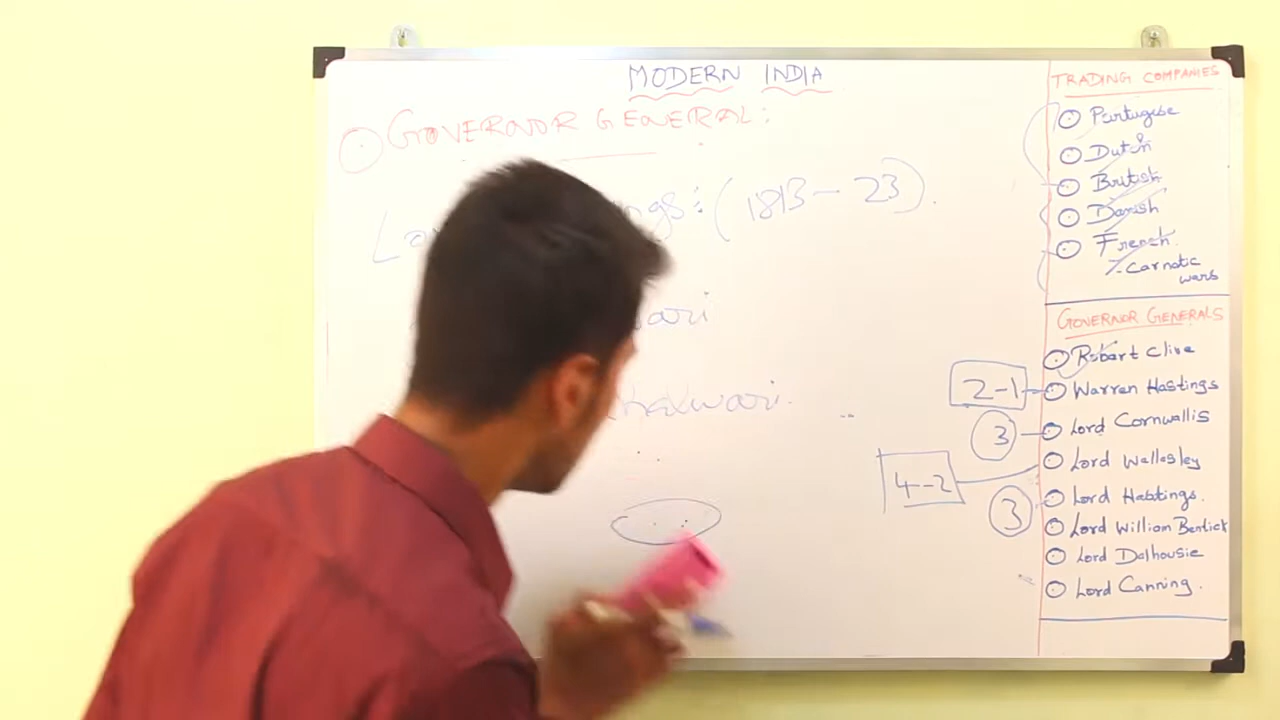 MODERN INDIA
GOVERNOR GENERAL:
(1813 - 23).
TRADING COMPANIES
Portugese
Dutch
British
Danish
French
Carnatic
wars
GOVERNOR GENERALS
Robart Clive
2-1 Warren Hastings
3 Lord Cornwallis
4-2 Lord Wallasley
3 Lord Hastings.
Lord William Bentick
Lord Dalhousie
Lord Canning.